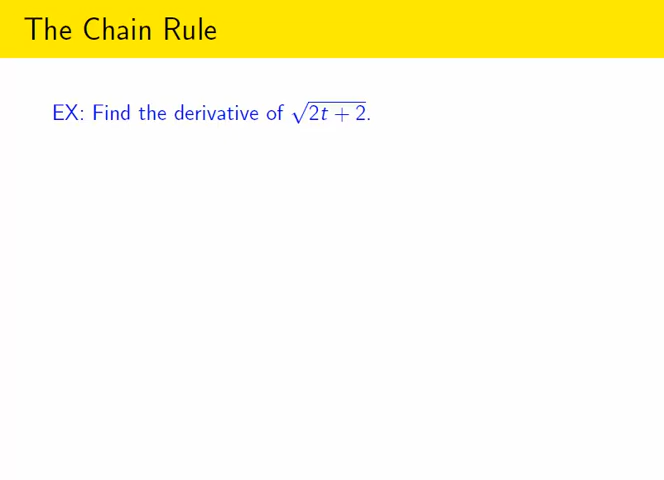 The Chain Rule
EX: Find the derivative of √2t + 2.